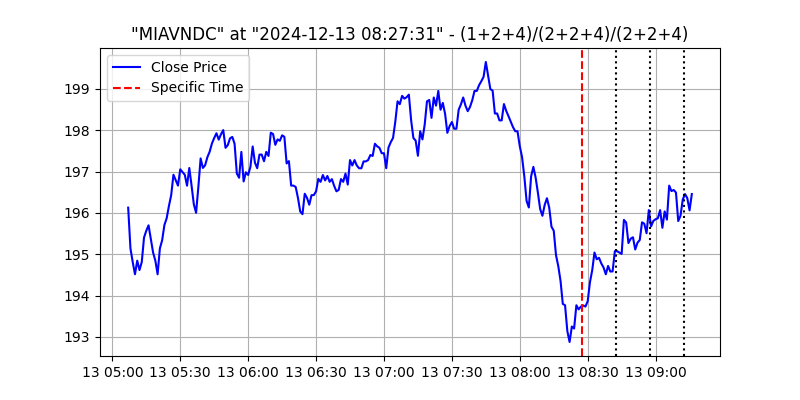 "MIAVNDC" at "2024-12-13 08:27:31" - (1+2+4)/(2+2+4)/(2+2+4)
Close Price
Specific Time
199
198
197
196
195
194
193
13 05:00 13 05:30 13 06:00 13 06:30 13 07:00 13 07:30 13 08:00 13 08:30 13 09:00